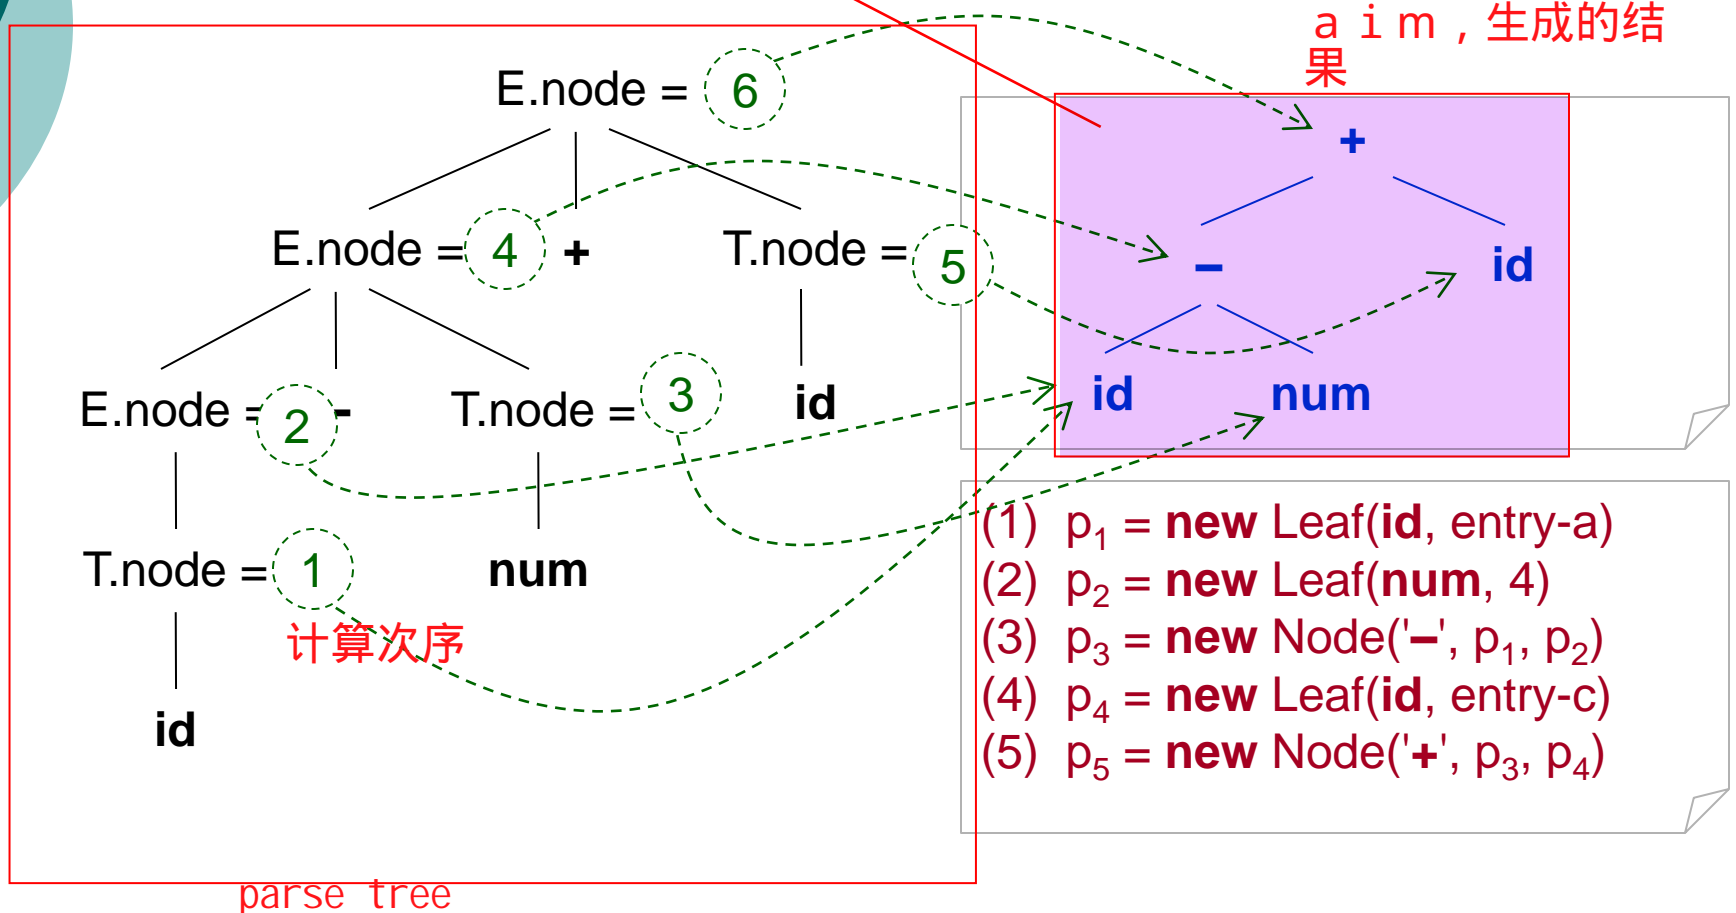 aim,生成的结
果
E.node = 6
+
E.node = 4 + T.node = 5
– id
E.node = 2 - T.node = 3 id
id num
T.node = 1 num
计算次序
id
(1) p1 = new Leaf(id, entry-a)
(2) p2 = new Leaf(num, 4)
(3) p3 = new Node('–', p1, p2)
(4) p4 = new Leaf(id, entry-c)
(5) p5 = new Node('+', p3, p4)
parse tree